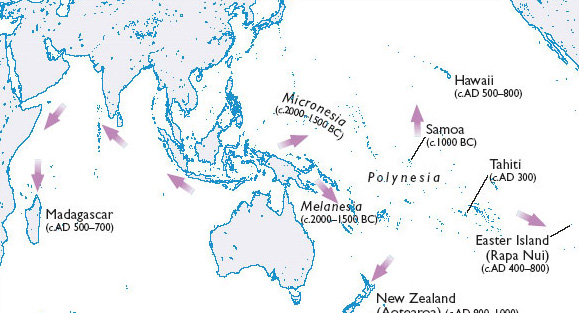 Hawaii
(c.AD 500–800)
Micronesia
(c.2000–1500 BC)
Samoa
(c.1000 BC)
Tahiti
(c.AD 300)
Polynesia
Melanesia
(c.2000–1500 BC)
Madagascar
(c.AD 500–700)
Easter Island
(Rapa Nui)
(c.AD 400–800)
New Zealand
(Aotearoa) (c.AD 800–1000)